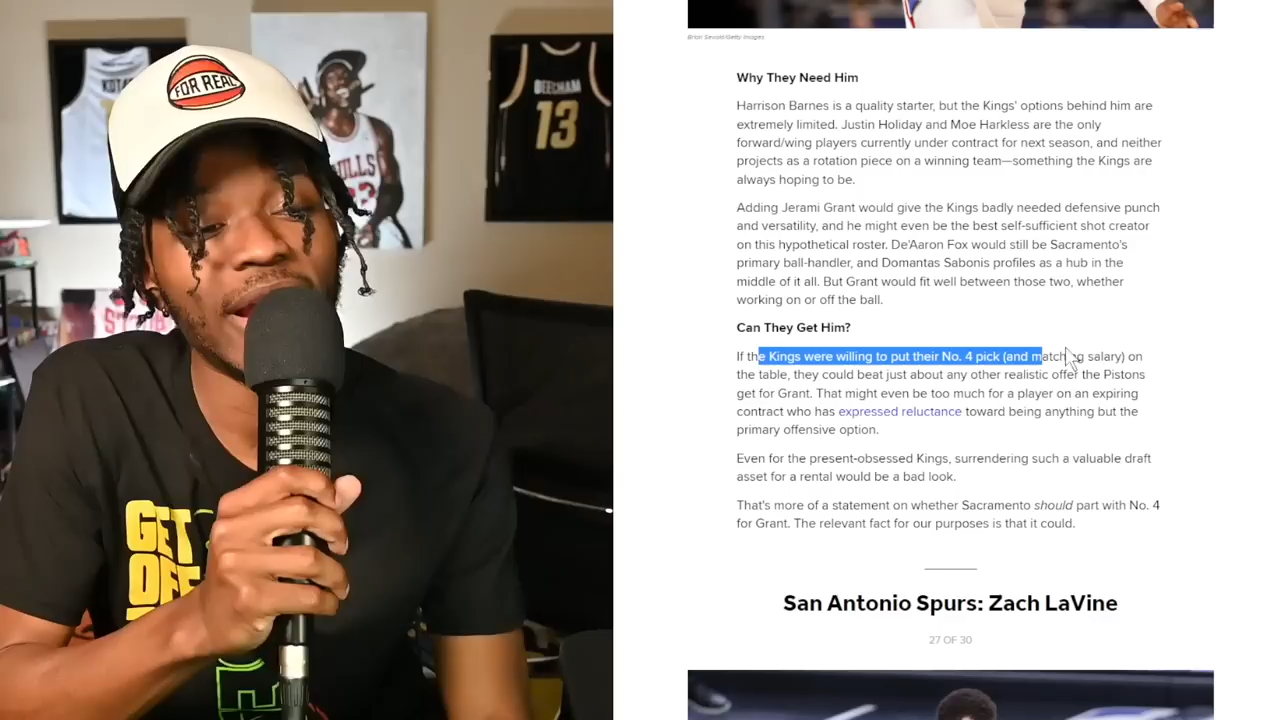 FOR REAL
BULLS
BEECHAM
13
GET
OFF
Brian Sevald/Getty Images
Why They Need Him
Harrison Barnes is a quality starter, but the Kings' options behind him are
extremely limited. Justin Holiday and Moe Harkless are the only
forward/wing players currently under contract for next season, and neither
projects as a rotation piece on a winning team—something the Kings are
always hoping to be.
Adding Jerami Grant would give the Kings badly needed defensive punch
and versatility, and he might even be the best self-sufficient shot creator
on this hypothetical roster. De'Aaron Fox would still be Sacramento's
primary ball-handler, and Domantas Sabonis profiles as a hub in the
middle of it all. But Grant would fit well between those two, whether
working on or off the ball.
Can They Get Him?
If the Kings were willing to put their No. 4 pick (and matching salary) on
the table, they could beat just about any other realistic offer the Pistons
get for Grant. That might even be too much for a player on an expiring
contract who has expressed reluctance toward being anything but the
primary offensive option.
Even for the present-obsessed Kings, surrendering such a valuable draft
asset for a rental would be a bad look.
That's more of a statement on whether Sacramento should part with No. 4
for Grant. The relevant fact for our purposes is that it could.
San Antonio Spurs: Zach LaVine
27 OF 30